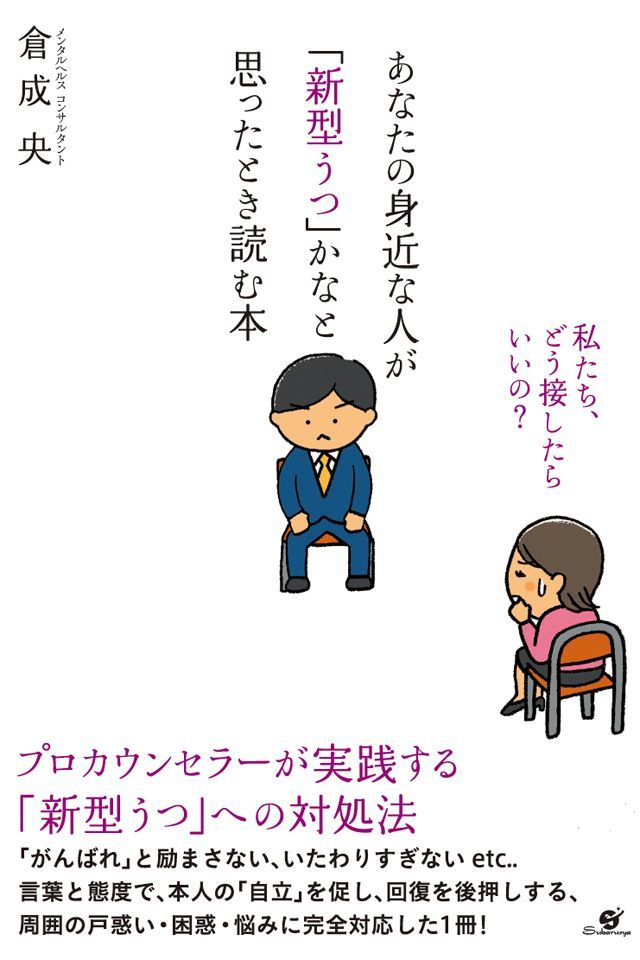 あなたの身近な人が
「新型うつ」かなと
思ったとき読む本
メンタルヘルス コンサルタント
倉成 央
私たち、
どう接したら
いいの？
プロカウンセラーが実践する
「新型うつ」への対処法
「がんばれ」と励まさない、いたわりすぎない etc..
言葉と態度で、本人の「自立」を促し、回復を後押しする、
周囲の戸惑い・困惑・悩みに完全対応した1冊！
Subarusya